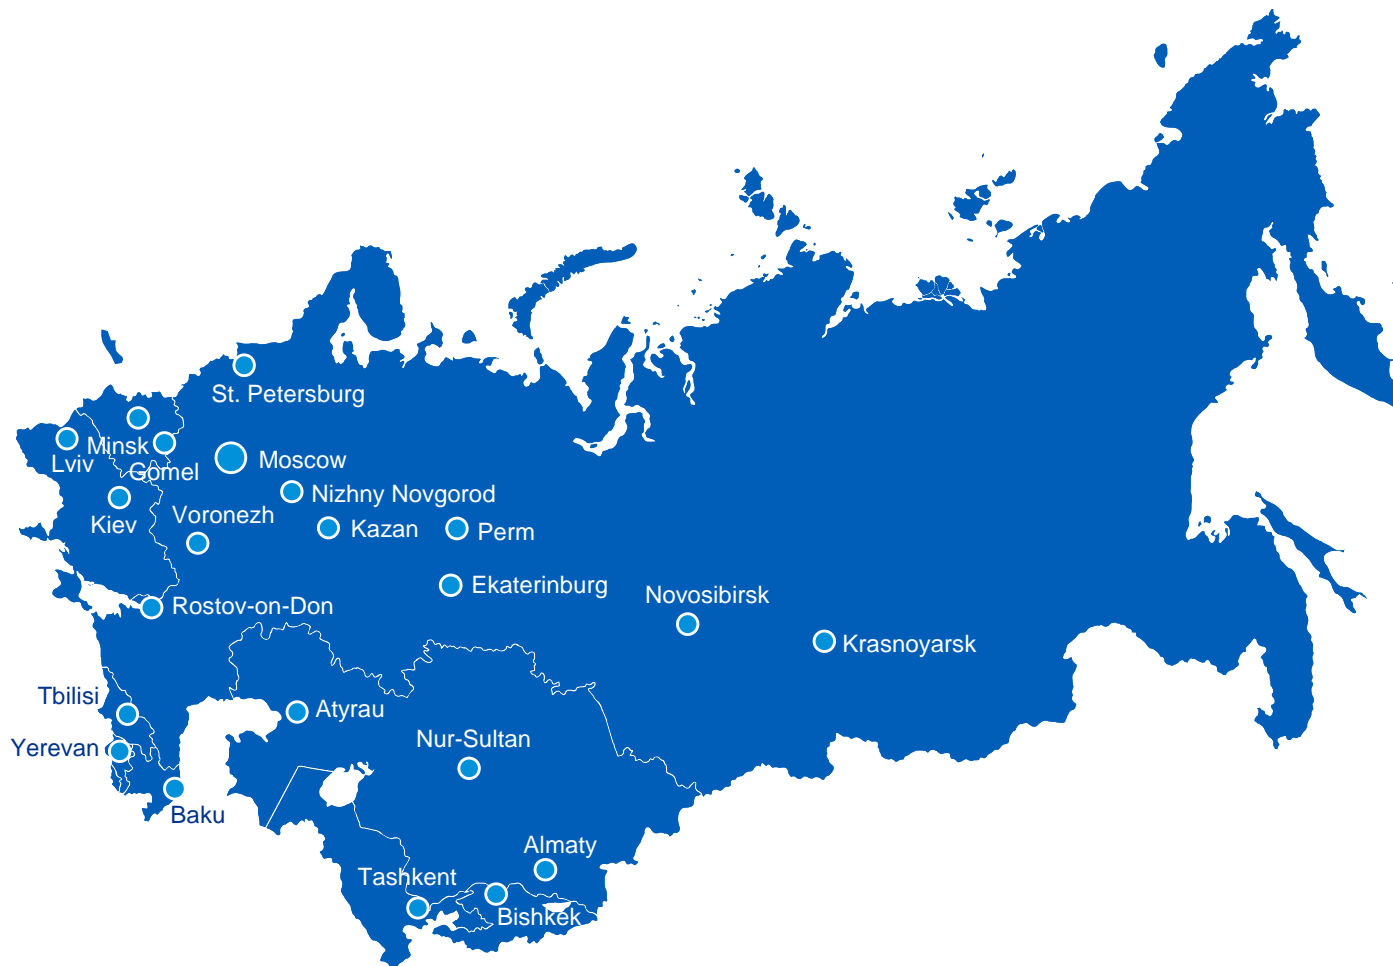 St. Petersburg
Minsk
Lviv
Gomel
Moscow
Nizhny Novgorod
Kiev
Voronezh
Kazan
Perm
Ekaterinburg
Novosibirsk
Rostov-on-Don
Krasnoyarsk
Tbilisi
Atyrau
Yerevan
Nur-Sultan
Baku
Almaty
Tashkent
Bishkek